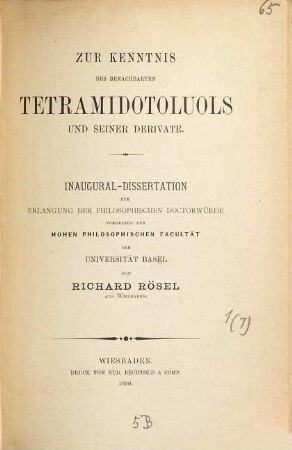 65
ZUR KENNTNIS
DES BENACHBARTEN
TETRAMIDOTOLUOLS
UND SEINER DERIVATE.
INAUGURAL-DISSERTATION
ZUR
ERLANGUNG DER PHILOSOPHISCHEN DOCTORWÜRDE
VORGELEGT DER
HOHEN PHILOSOPHISCHEN FACULTÄT
DER
UNIVERSITÄT BASEL
VON
RICHARD RÖSEL
AUS WIESBADEN.
1(7)
WIESBADEN.
DRUCK VON RUD. BECHTOLD & COMP.
5B